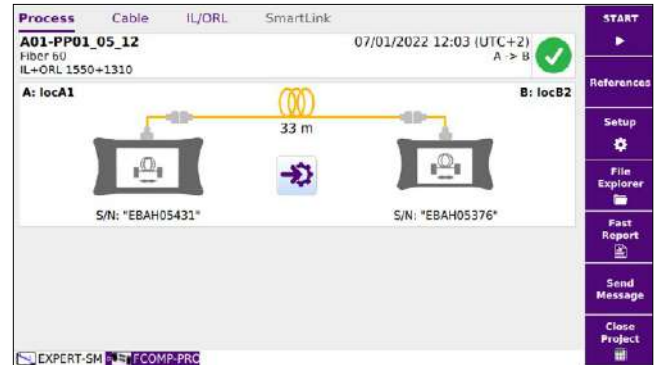 Process Cable IL/ORL SmartLink
A01-PP01_05_12
07/01/2022 12:03 (UTC+2)
Fiber 60
A -> B
IL+ORL 1550+1310
A: locA1
B: locB2
33 m
S/N: "EBAH05431"
S/N: "EBAH05376"
EXPERT-SM FCOMP-PRO
START
References
Setup
File
Explorer
Fast
Report
Send
Message
Close
Project